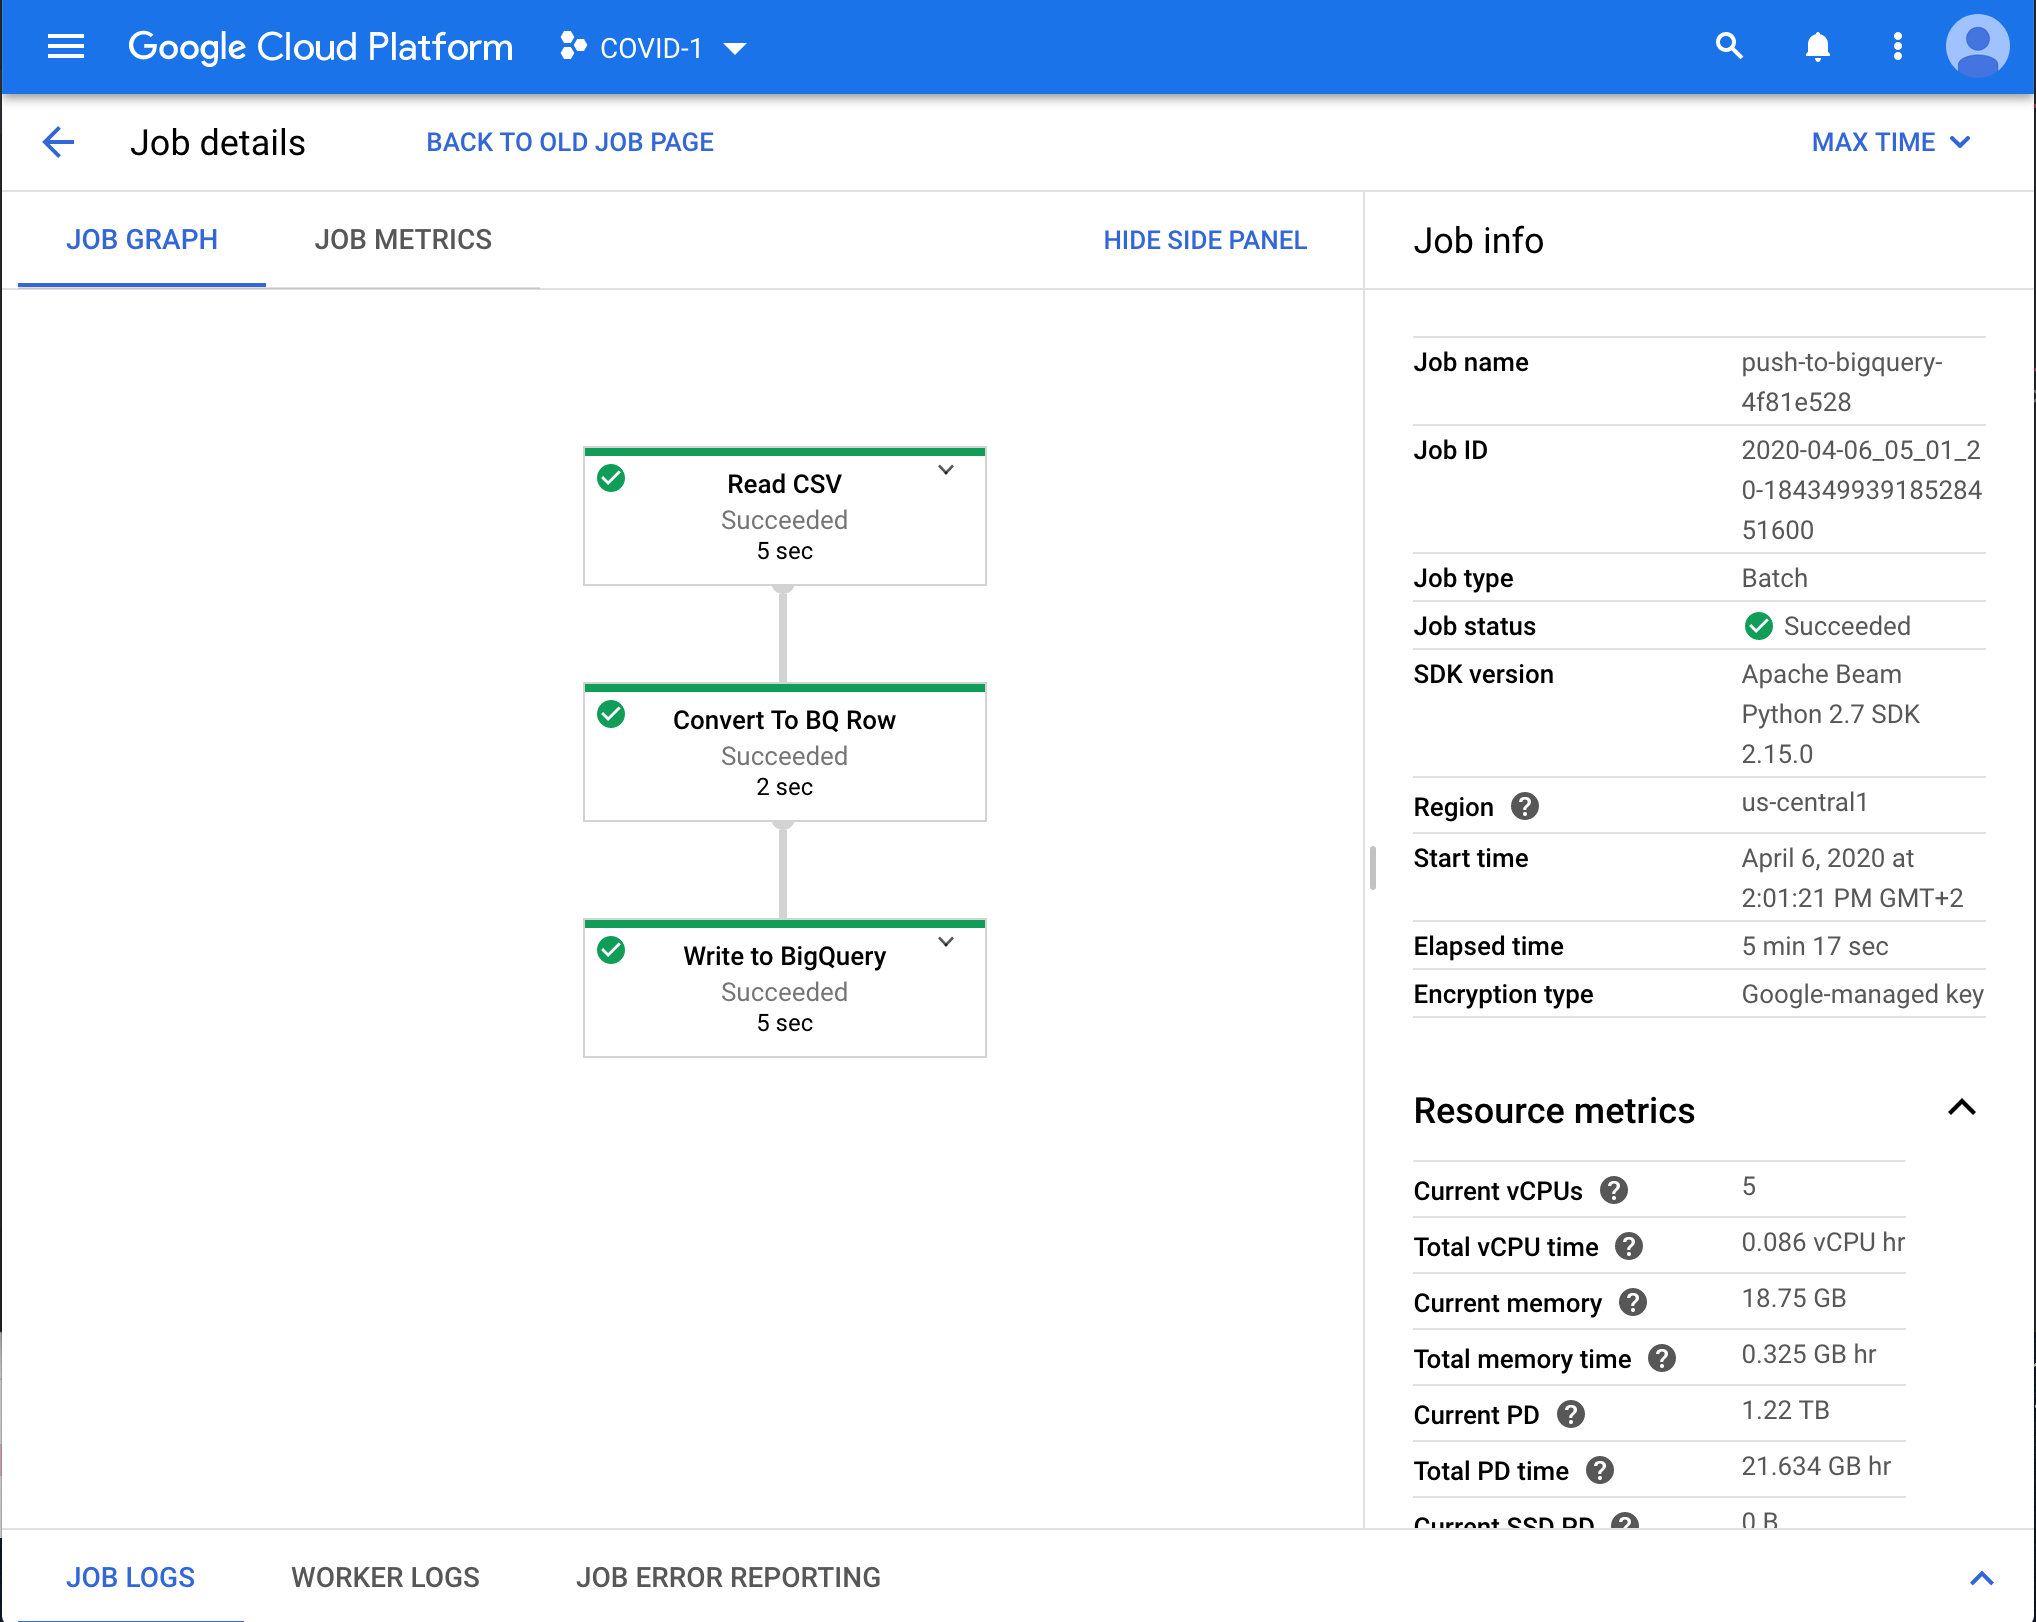 Google Cloud Platform
COVID-1
Job details
BACK TO OLD JOB PAGE
MAX TIME
JOB GRAPH
JOB METRICS
HIDE SIDE PANEL
Read CSV
Succeeded
5 sec
Convert To BQ Row
Succeeded
2 sec
Write to BigQuery
Succeeded
5 sec
Job info
Job name
push-to-bigquery-
4f81e528
Job ID
2020-04-06_05_01_2
0-184349939185284
51600
Job type
Batch
Job status
Succeeded
SDK version
Apache Beam
Python 2.7 SDK
2.15.0
Region
us-central1
Start time
April 6, 2020 at
2:01:21 PM GMT+2
Elapsed time
5 min 17 sec
Encryption type
Google-managed key
Resource metrics
Current vCPUs
5
Total vCPU time
0.086 vCPU hr
Current memory
18.75 GB
Total memory time
0.325 GB hr
Current PD
1.22 TB
Total PD time
21.634 GB hr
Current SSD PD
0 B
JOB LOGS
WORKER LOGS
JOB ERROR REPORTING